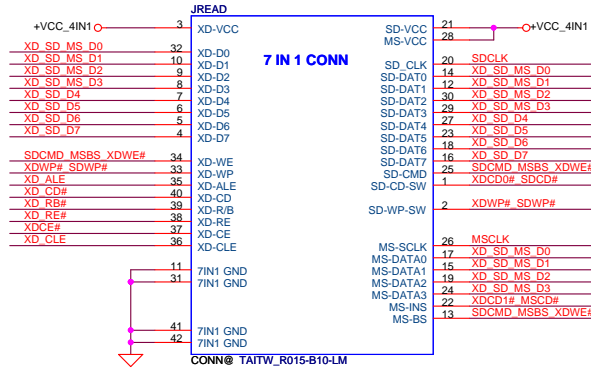 JREAD
+VCC_4IN1 3 XD-VCC SD-VCC 21 +VCC_4IN1
MS-VCC 28
7 IN 1 CONN
XD_SD_MS_D0 32 XD-D0
XD_SD_MS_D1 10 XD-D1
XD_SD_MS_D2 9 XD-D2
XD_SD_MS_D3 8 XD-D3
XD_SD_D4 7 XD-D4
XD_SD_D5 6 XD-D5
XD_SD_D6 5 XD-D6
XD_SD_D7 4 XD-D7
SDCMD_MSBS_XDWE# 34 XD-WE
XDWP#_SDWP# 33 XD-WP
XD_ALE 35 XD-ALE
XD_CD# 40 XD-CD
XD_RB# 39 XD-R/B
XD_RE# 38 XD-RE
XDCE# 37 XD-CE
XD_CLE 36 XD-CLE
11 7IN1 GND
31 7IN1 GND
41 7IN1 GND
42 7IN1 GND
SD_CLK 20 SDCLK
SD-DAT0 14 XD_SD_MS_D0
SD-DAT1 12 XD_SD_MS_D1
SD-DAT2 30 XD_SD_MS_D2
SD-DAT3 29 XD_SD_MS_D3
SD-DAT4 27 XD_SD_D4
SD-DAT5 23 XD_SD_D5
SD-DAT6 18 XD_SD_D6
SD-DAT7 16 XD_SD_D7
SD-CMD 25 SDCMD_MSBS_XDWE#
SD-CD-SW 1 XDCD0#_SDCD#
SD-WP-SW 2 XDWP#_SDWP#
MS-SCLK 26 MSCLK
MS-DATA0 17 XD_SD_MS_D0
MS-DATA1 15 XD_SD_MS_D1
MS-DATA2 19 XD_SD_MS_D2
MS-DATA3 24 XD_SD_MS_D3
MS-INS 22 XDCD1#_MSCD#
MS-BS 13 SDCMD_MSBS_XDWE#
CONN@ TAITW_R015-B10-LM